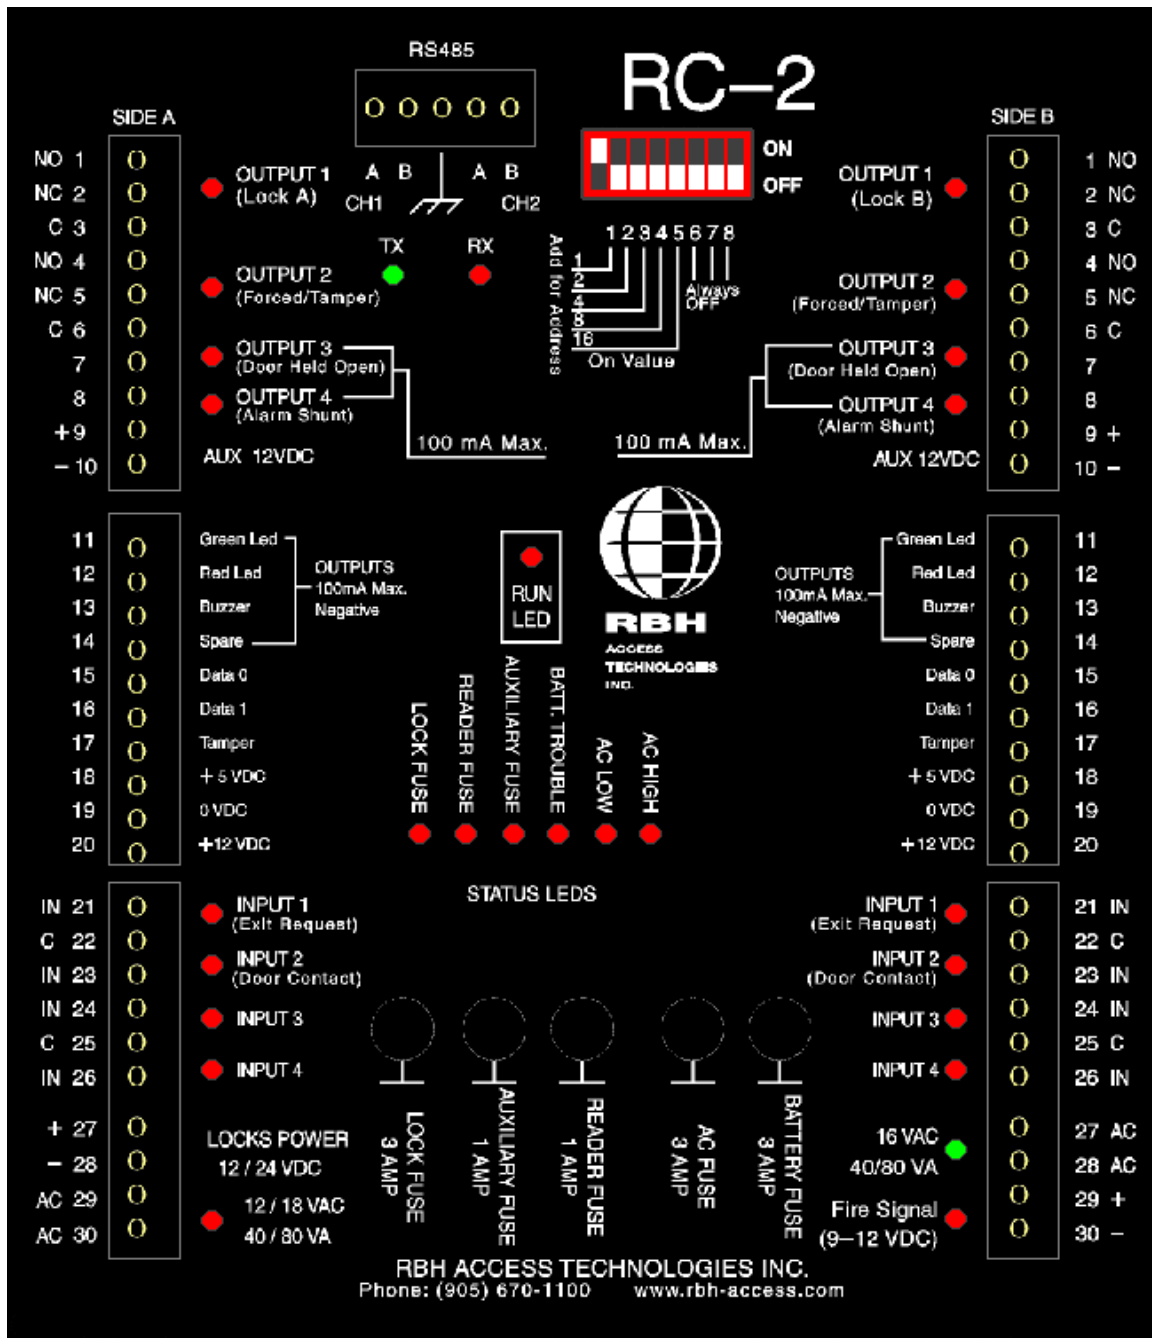 RS485
RC-2
SIDE A
SIDE B
ON
OFF
A B A B
CH1 CH2
TX RX
NO 1
NC 2
C 3
NO 4
NC 5
C 6
7
8
+9
-10
OUTPUT 1
(Lock A)
OUTPUT 2
(Forced/Tamper)
OUTPUT 3
(Door Held Open)
OUTPUT 4
(Alarm Shunt)
100 mA Max.
AUX 12VDC
12345678
Add for Address
1
2
4
8
16
Always
OFF
On Value
OUTPUT 1
(Lock B)
OUTPUT 2
(Forced/Tamper)
OUTPUT 3
(Door Held Open)
OUTPUT 4
(Alarm Shunt)
100 mA Max.
AUX 12VDC
1 NO
2 NC
3 C
4 NO
5 NC
6 C
7
8
9 +
10 -
11 Green Led
12 Red Led
13 Buzzer
14 Spare
15 Data 0
16 Data 1
17 Tamper
18 + 5 VDC
19 0 VDC
20 +12 VDC
OUTPUTS
100mA Max.
Negative
RUN
LED
RBH
ACCESS
TECHNOLOGIES
INC.
OUTPUTS
100mA Max.
Negative
Green Led 11
Red Led 12
Buzzer 13
Spare 14
Data 0 15
Data 1 16
Tamper 17
+ 5 VDC 18
0 VDC 19
+ 12 VDC 20
LOCK FUSE
READER FUSE
AUXILIARY FUSE
BATT. TROUBLE
AC LOW
AC HIGH
STATUS LEDS
IN 21
C 22
IN 23
IN 24
C 25
IN 26
+ 27
- 28
AC 29
AC 30
INPUT 1
(Exit Request)
INPUT 2
(Door Contact)
INPUT 3
INPUT 4
LOCKS POWER
12 / 24 VDC
12 / 18 VAC
40 / 80 VA
LOCK FUSE
3 AMP
AUXILIARY FUSE
1 AMP
READER FUSE
1 AMP
AC FUSE
3 AMP
BATTERY FUSE
3 AMP
INPUT 1
(Exit Request)
INPUT 2
(Door Contact)
INPUT 3
INPUT 4
16 VAC
40/80 VA
Fire Signal
(9-12 VDC)
21 IN
22 C
23 IN
24 IN
25 C
26 IN
27 AC
28 AC
29 +
30 -
RBH ACCESS TECHNOLOGIES INC.
Phone: (905) 670-1100 www.rbh-access.com